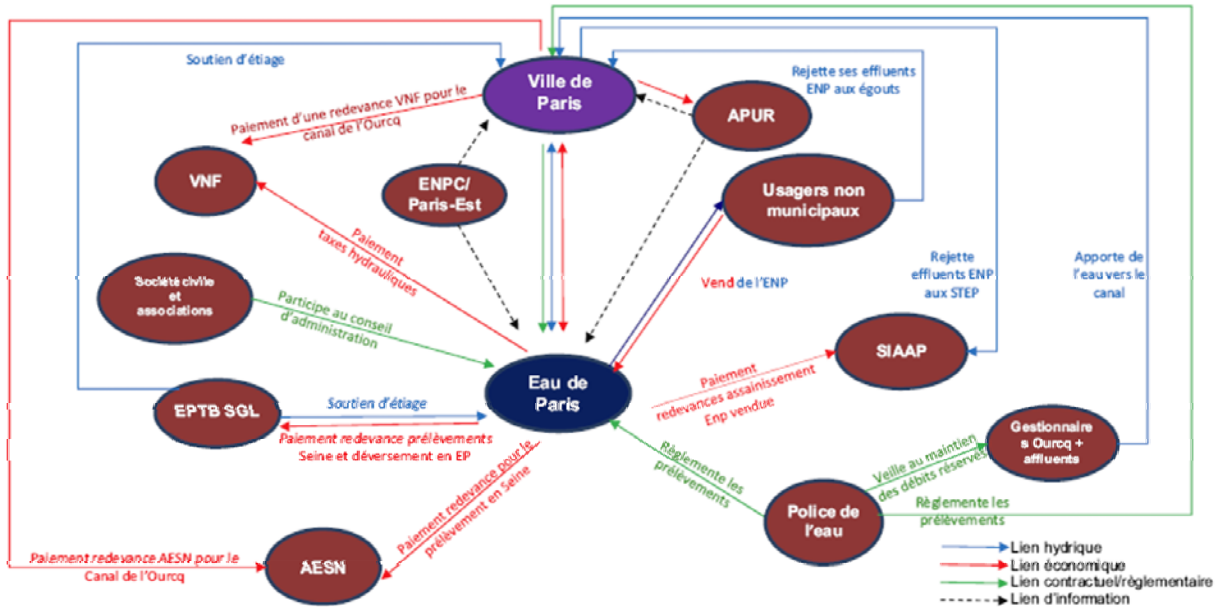 Soutien d'étiage
Ville de
Paris
Rejette ses effluents
ENP aux égouts
APUR
Paiement d'une redevance VNF pour le
canal de l'Ourcq
VNF
ENPC/
Paris-Est
Usagers non
municipaux
Paiement
taxes hydrauliques
Société civile
et
associations
Participe au conseil
d'administration
Vend de l'ENP
Rejette
effluents ENP
aux STEP
Apporte de
l'eau vers le
canal
SIAAP
Eau de
Paris
Paiement
redevances assainissement
Enp vendue
EPTB SGL
Soutien d'étiage
Paiement redevance prélèvements
Seine et déversement en EP
Gestionnaire
s Ourcq +
affluents
Règlemente les
prélèvements
Veille au maintien
des débits réservés
Police de
l'eau
Règlemente les
prélèvements
Paiement redevance pour le
prélèvement en Seine
Paiement redevance AESN pour le
Canal de l'Ourcq
AESN
Lien hydrique
Lien économique
Lien contractuel/règlementaire
Lien d'information